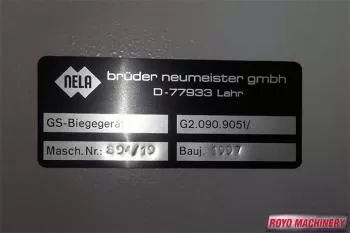 NELA
brüder neumeister gmbh
D-77933 Lahr
GS-Biegegerät G2.090.9051/
Masch. Nr.: 894/19 Bauj. 1997
ROYO MACHINERY